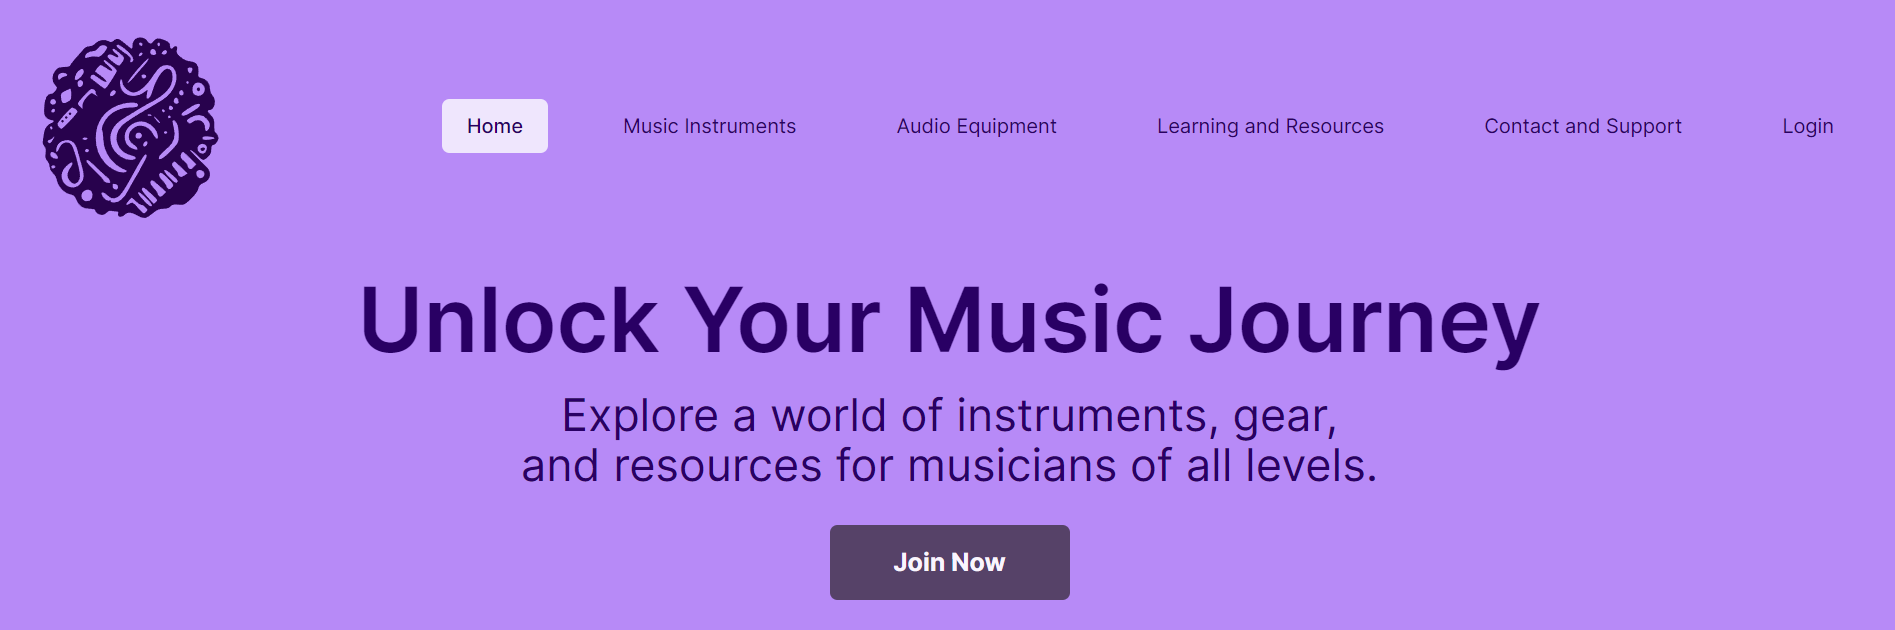 Home Music Instruments Audio Equipment Learning and Resources Contact and Support Login
Unlock Your Music Journey
Explore a world of instruments, gear,
and resources for musicians of all levels.
Join Now